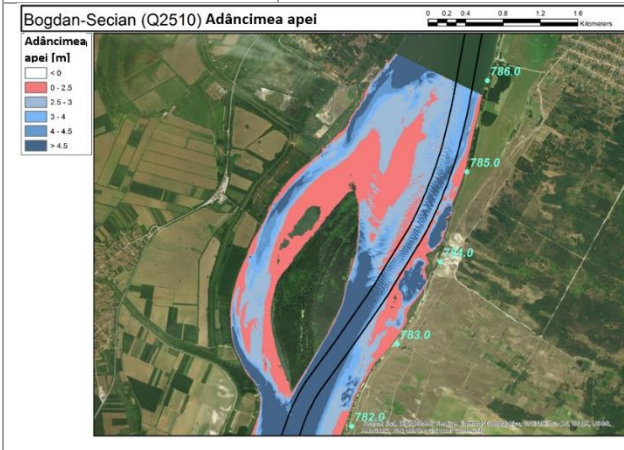 Bogdan-Secian (Q2510) Adâncimea apei
0 0.2 0.4 0.8 1.2 1.6
Kilometers
Adâncimea
apei [m]
< 0
0 - 2.5
2.5 - 3
3 - 4
4 - 4.5
> 4.5
786.0
785.0
784.0
783.0
782.0